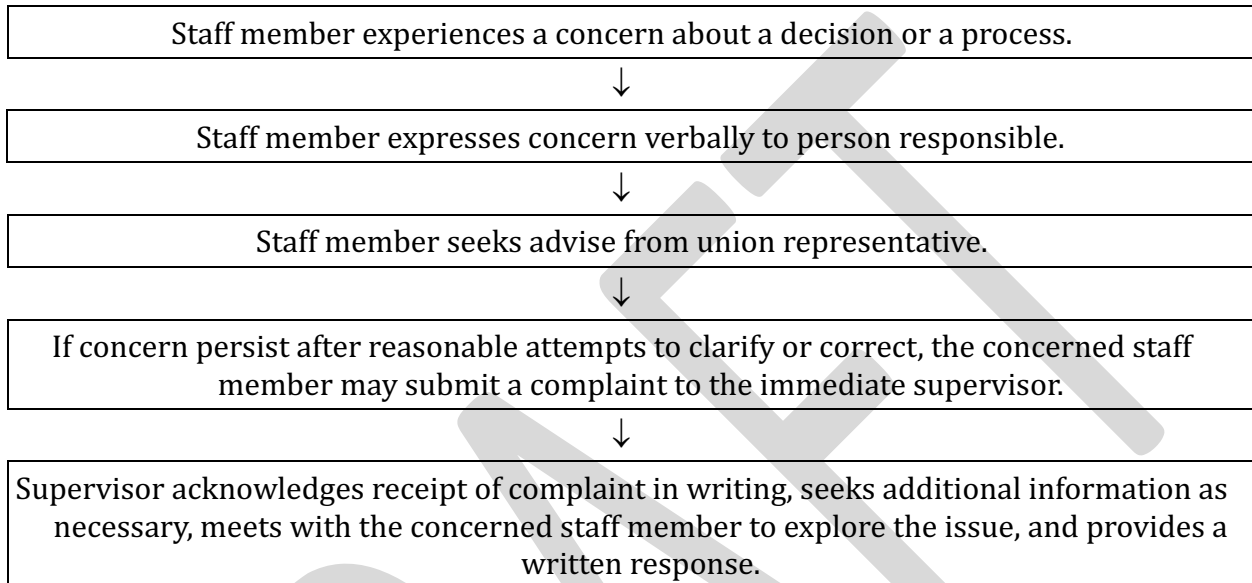 Staff member experiences a concern about a decision or a process.
↓
Staff member expresses concern verbally to person responsible.
↓
Staff member seeks advise from union representative.
↓
If concern persist after reasonable attempts to clarify or correct, the concerned staff
member may submit a complaint to the immediate supervisor.
↓
Supervisor acknowledges receipt of complaint in writing, seeks additional information as
necessary, meets with the concerned staff member to explore the issue, and provides a
written response.